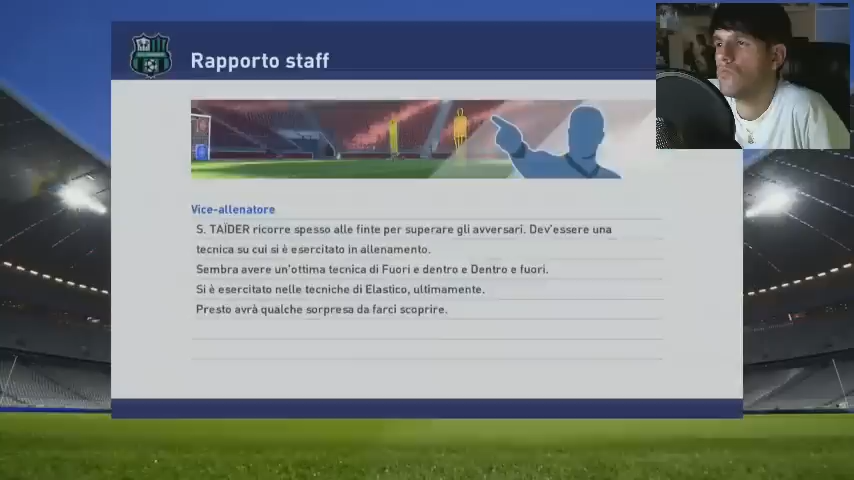 Rapporto staff
Vice-allenatore
S. TAÏDER ricorre spesso alle finte per superare gli avversari. Dev'essere una
tecnica su cui si è esercitato in allenamento.
Sembra avere un'ottima tecnica di Fuori e dentro e Dentro e fuori.
Si è esercitato nelle tecniche di Elastico, ultimamente.
Presto avrà qualche sorpresa da farci scoprire.